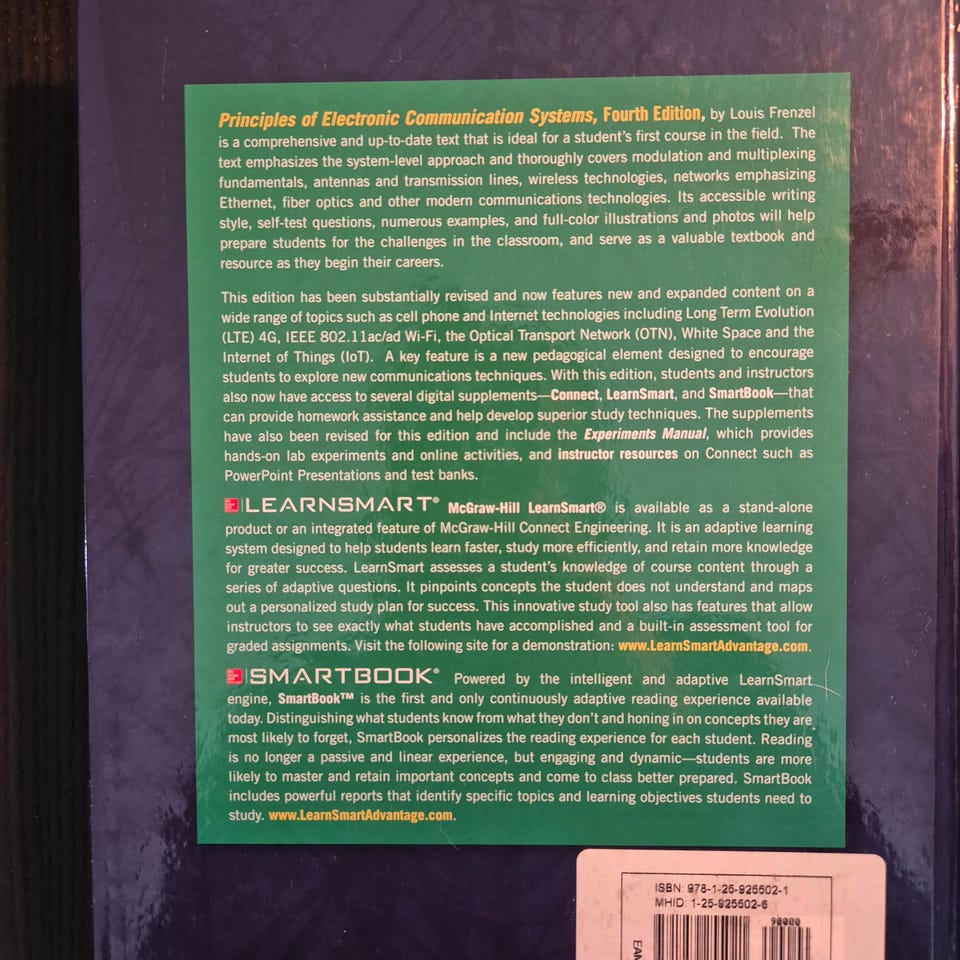 Principles of Electronic Communication Systems, Fourth Edition, by Louis Frenzel
is a comprehensive and up-to-date text that is ideal for a student's first course in the field. The
text emphasizes the system-level approach and thoroughly covers modulation and multiplexing
fundamentals, antennas and transmission lines, wireless technologies, networks emphasizing
Ethernet, fiber optics and other modern communications technologies. Its accessible writing
style, self-test questions, numerous examples, and full-color illustrations and photos will help
prepare students for the challenges in the classroom, and serve as a valuable textbook and
resource as they begin their careers.
This edition has been substantially revised and now features new and expanded content on a
wide range of topics such as cell phone and Internet technologies including Long Term Evolution
(LTE) 4G, IEEE 802.11ac/ad Wi-Fi, the Optical Transport Network (OTN), White Space and the
Internet of Things (IoT). A key feature is a new pedagogical element designed to encourage
students to explore new communications techniques. With this edition, students and instructors
also now have access to several digital supplements—Connect, LearnSmart, and SmartBook—that
can provide homework assistance and help develop superior study techniques. The supplements
have also been revised for this edition and include the Experiments Manual, which provides
hands-on lab experiments and online activities, and instructor resources on Connect such as
PowerPoint Presentations and test banks.
LEARNSMART® McGraw-Hill LearnSmart® is available as a stand-alone
product or an integrated feature of McGraw-Hill Connect Engineering. It is an adaptive learning
system designed to help students learn faster, study more efficiently, and retain more knowledge
for greater success. LearnSmart assesses a student's knowledge of course content through a
series of adaptive questions. It pinpoints concepts the student does not understand and maps
out a personalized study plan for success. This innovative study tool also has features that allow
instructors to see exactly what students have accomplished and a built-in assessment tool for
graded assignments. Visit the following site for a demonstration: www.LearnSmartAdvantage.com.
SMARTBOOK® Powered by the intelligent and adaptive LearnSmart
engine, SmartBook™ is the first and only continuously adaptive reading experience available
today. Distinguishing what students know from what they don't and honing in on concepts they are
most likely to forget, SmartBook personalizes the reading experience for each student. Reading
is no longer a passive and linear experience, but engaging and dynamic—students are more
likely to master and retain important concepts and come to class better prepared. SmartBook
includes powerful reports that identify specific topics and learning objectives students need to
study. www.LearnSmartAdvantage.com.
ISBN: 978-1-25-925502-1
MHID: 1-25-925502-6
90000
EAN